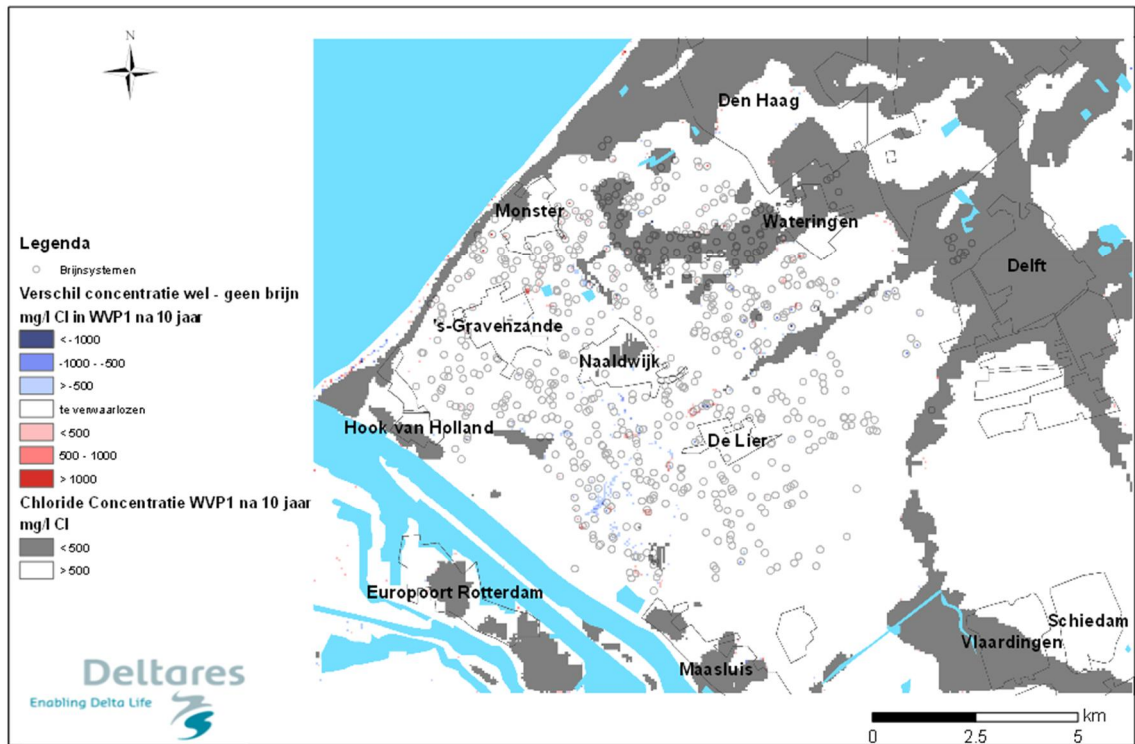 N
Den Haag
Monster
Wateringen
Delft
's-Gravenzande
Naaldwijk
Hook van Holland
De Lier
Europoort Rotterdam
Schiedam
Vlaardingen
Maasluis
Legenda
Brijnsystemen
Verschil concentratie wel - geen brijn
mg/l Cl in WVP1 na 10 jaar
< -1000
-1000 - -500
> -500
te verwaarlozen
< 500
500 - 1000
> 1000
Chloride Concentratie WVP1 na 10 jaar
mg/l Cl
< 500
> 500
Deltares
Enabling Delta Life
km
0 2.5 5